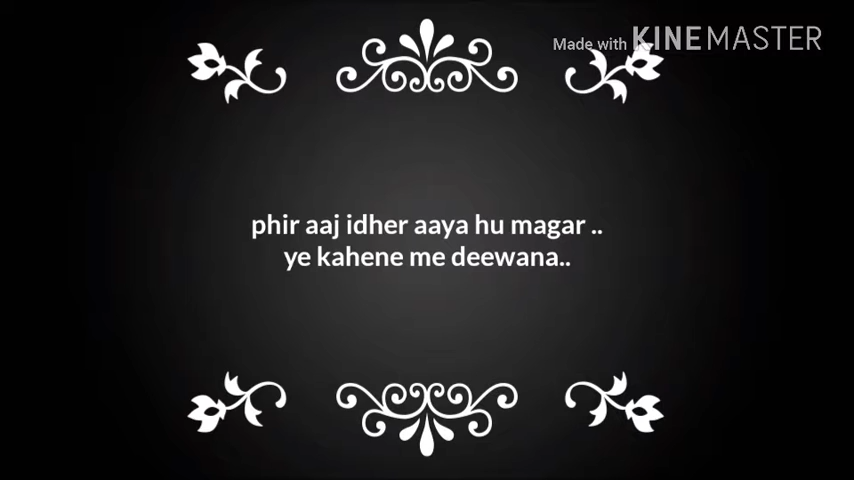 Made with KINEMASTER
phir aaj idher aaya hu magar ..
ye kahene me deewana..